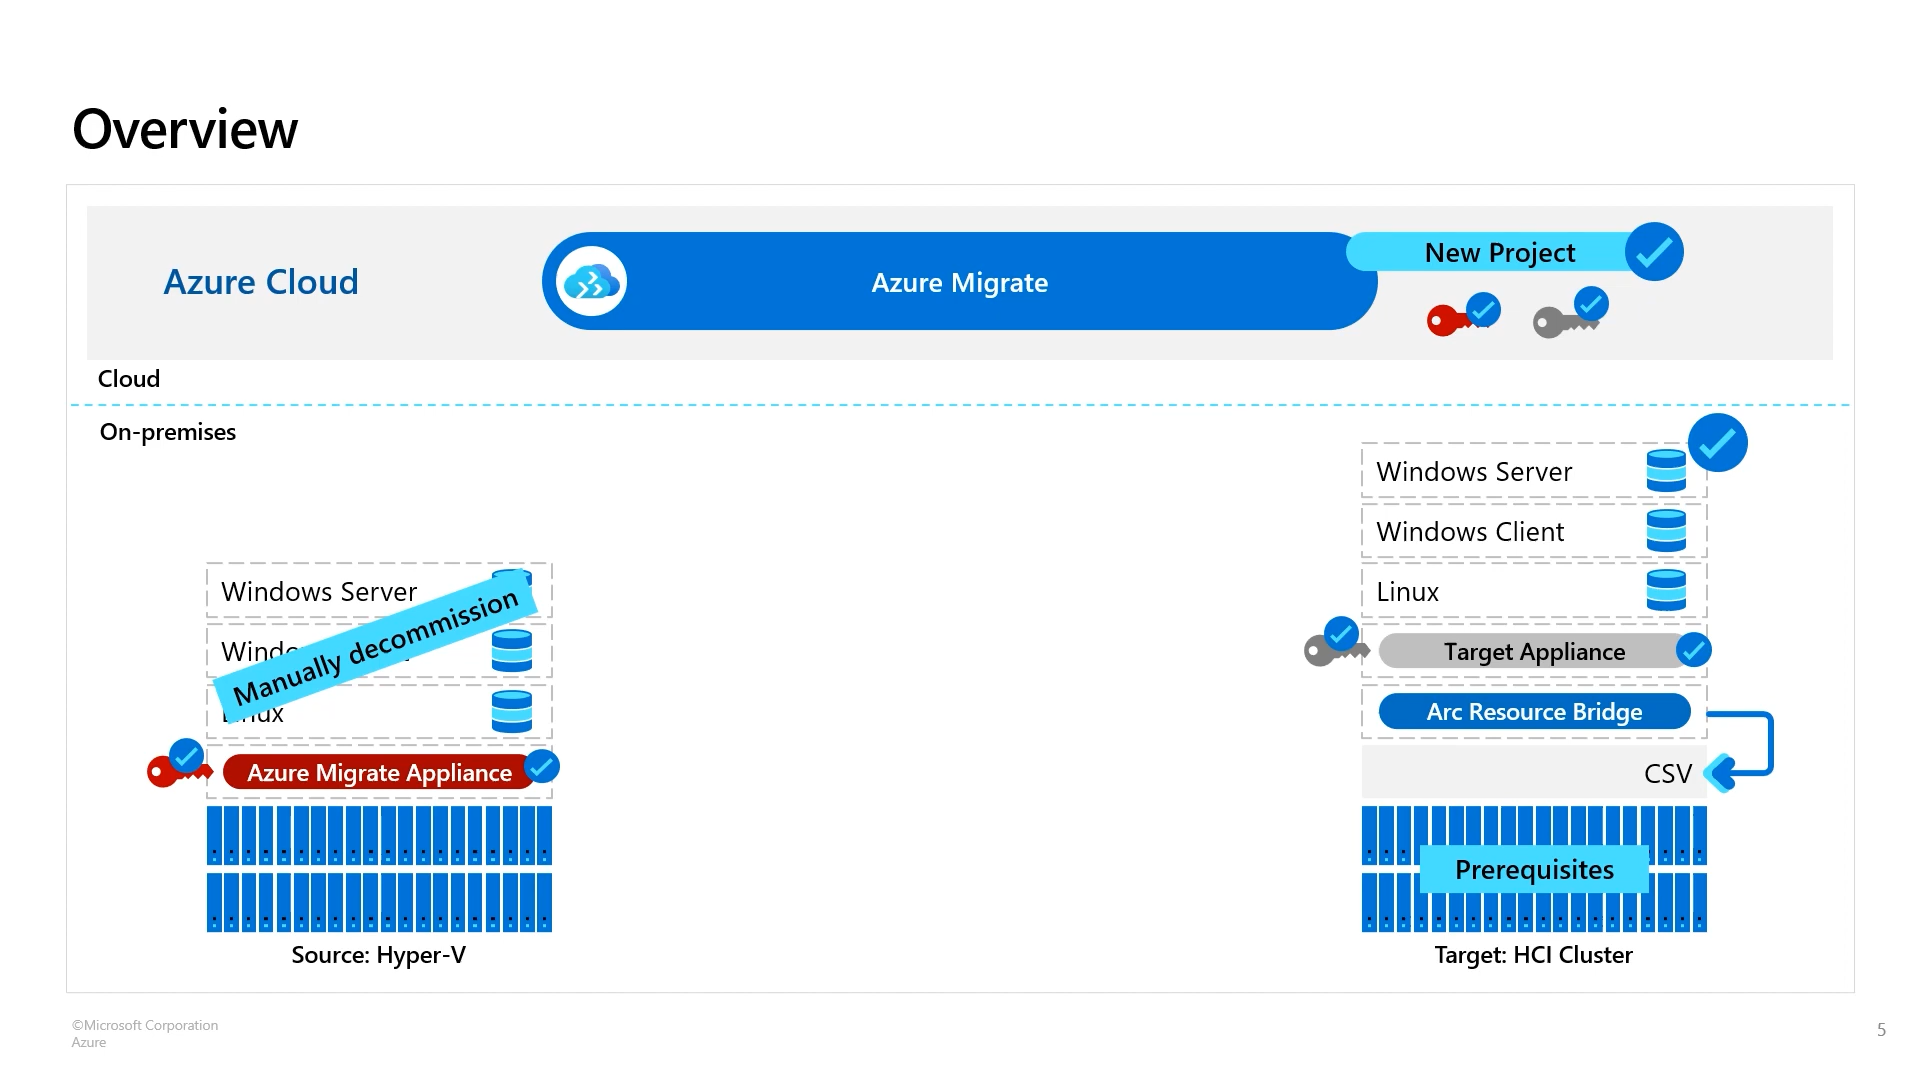 Overview
Azure Cloud
Azure Migrate
New Project
Cloud
On-premises
Windows Server
Manually decommission
Azure Migrate Appliance
Source: Hyper-V
Windows Server
Windows Client
Linux
Target Appliance
Arc Resource Bridge
CSV
Prerequisites
Target: HCI Cluster
©Microsoft Corporation
Azure
5